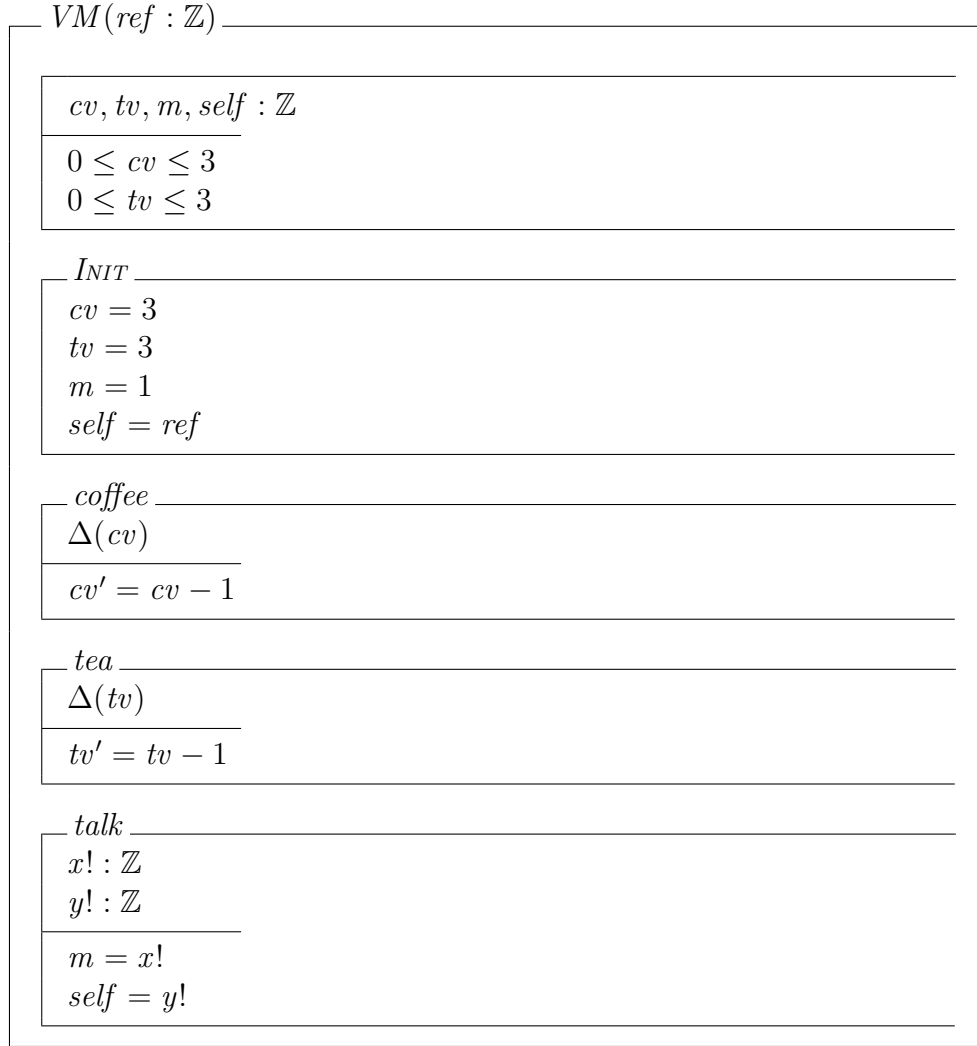 VM(ref : ℤ)
cv, tv, m, self : ℤ
0 ≤ cv ≤ 3
0 ≤ tv ≤ 3
INIT
cv = 3
tv = 3
m = 1
self = ref
coffee
Δ(cv)
cv′ = cv − 1
tea
Δ(tv)
tv′ = tv − 1
talk
x! : ℤ
y! : ℤ
m = x!
self = y!